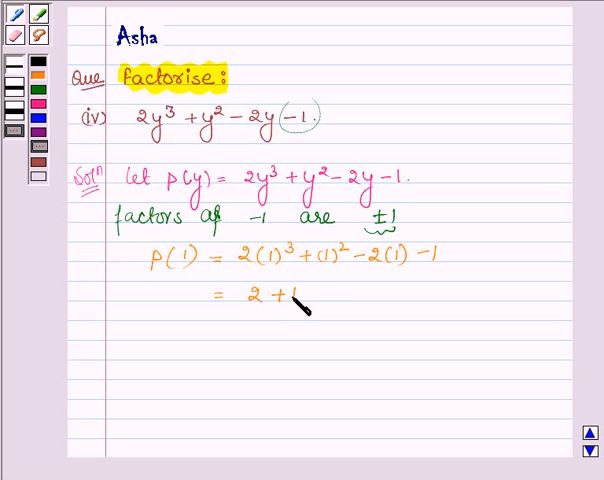 Asha
Que factorise:
(iv) 2y³ + y² - 2y - 1.
Solⁿ Let p(y) = 2y³ + y² - 2y - 1.
factors of -1 are ±1
P(1) = 2(1)³ + (1)² - 2(1) - 1
= 2 + 1